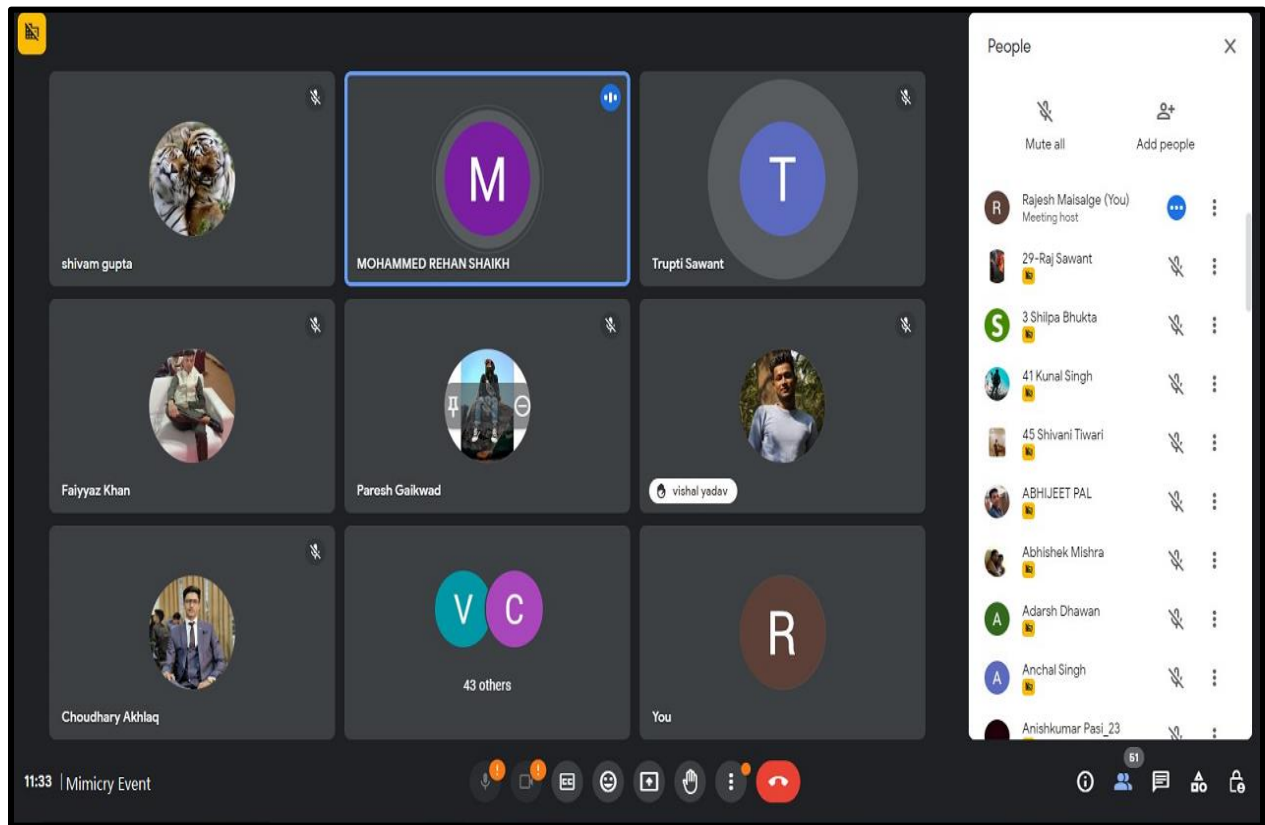 M
T
shivam gupta
MOHAMMED REHAN SHAIKH
Trupti Sawant
Faiyyaz Khan
Paresh Gaikwad
vishal yadav
V C
R
43 others
Choudhary Akhlaq
You
11:33 | Mimicry Event
CC
51
People
Mute all
Add people
R
Rajesh Maisalge (You)
Meeting host
29-Raj Sawant
S
3 Shilpa Bhukta
41 Kunal Singh
45 Shivani Tiwari
ABHIJEET PAL
Abhishek Mishra
A
Adarsh Dhawan
A
Anchal Singh
Anishkumar Pasi_23